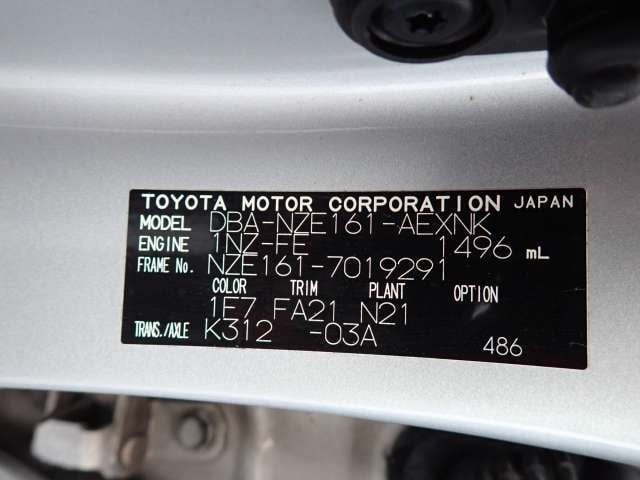 TOYOTA MOTOR CORPORATION JAPAN
MODEL DBA-NZE161-AEXNK
ENGINE 1NZ-FE 1496 mL
FRAME No. NZE161-7019291
COLOR TRIM PLANT OPTION
1E7 FA21 N21
TRANS./AXLE K312 -03A
486